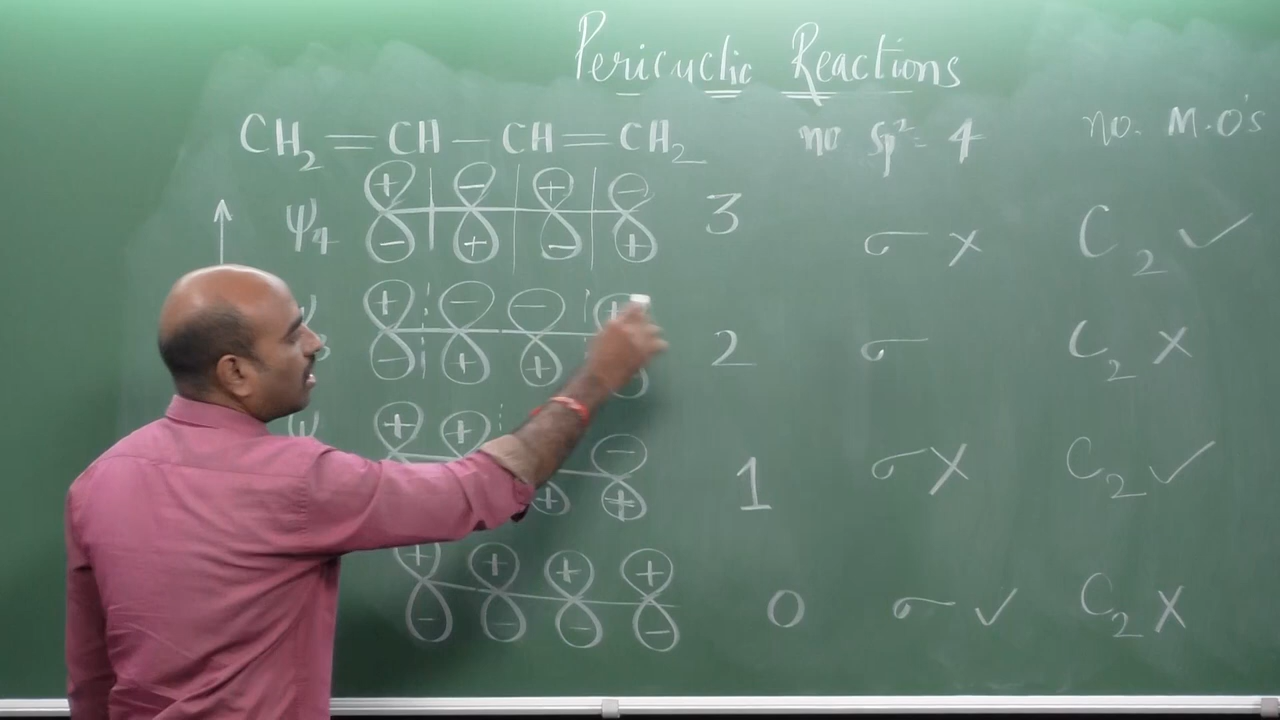 Pericyclic Reactions
CH2 = CH — CH = CH2 no sp2= 4 no. M.O's
ψ4 + − + − 3 σ x C2 ✓
− + − +
+ − − + 2 σ C2 x
− + +
+ + − 1 σ x C2 ✓
+ +
+ + + + 0 σ ✓ C2 x
− − − −